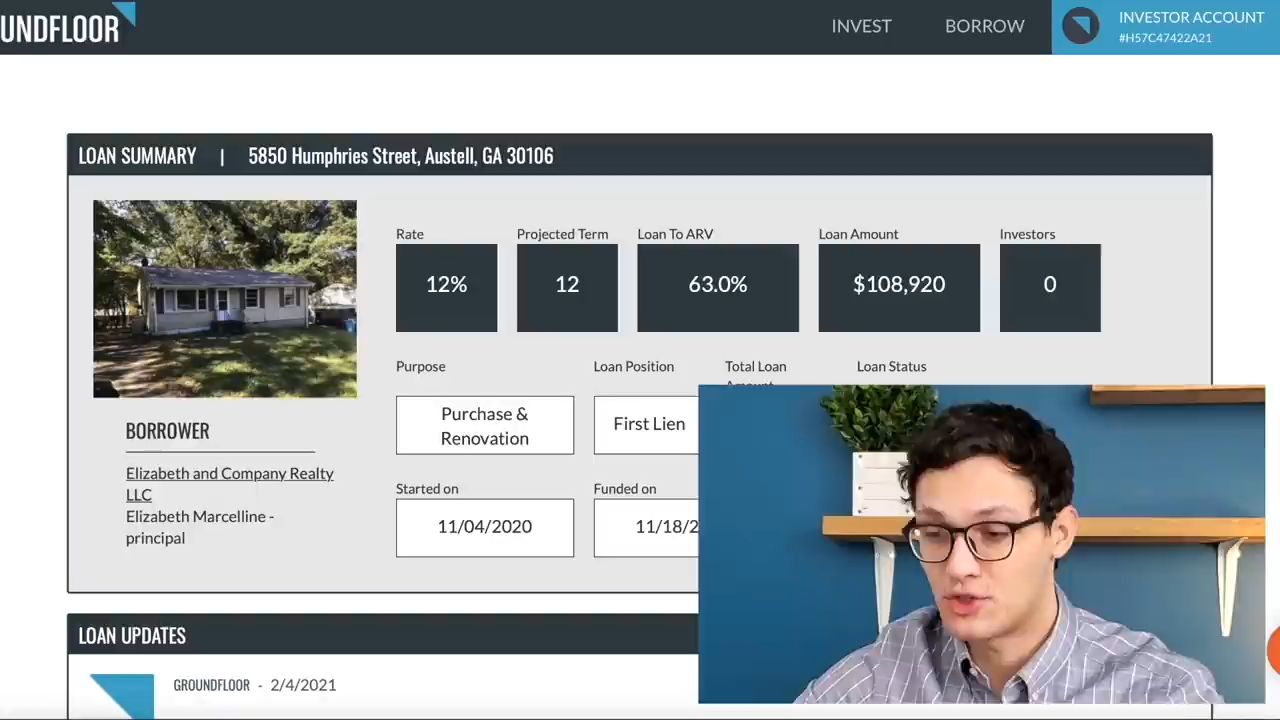 UNDFLOOR
INVEST
BORROW
INVESTOR ACCOUNT
#H57C47422A21
LOAN SUMMARY | 5850 Humphries Street, Austell, GA 30106
Rate
Projected Term
Loan To ARV
Loan Amount
Investors
12%
12
63.0%
$108,920
0
Purpose
Loan Position
Total Loan
Loan Status
Purchase &
Renovation
First Lien
BORROWER
Elizabeth and Company Realty
LLC
Elizabeth Marcelline -
principal
Started on
Funded on
11/04/2020
11/18/2
LOAN UPDATES
GROUNDFLOOR - 2/4/2021